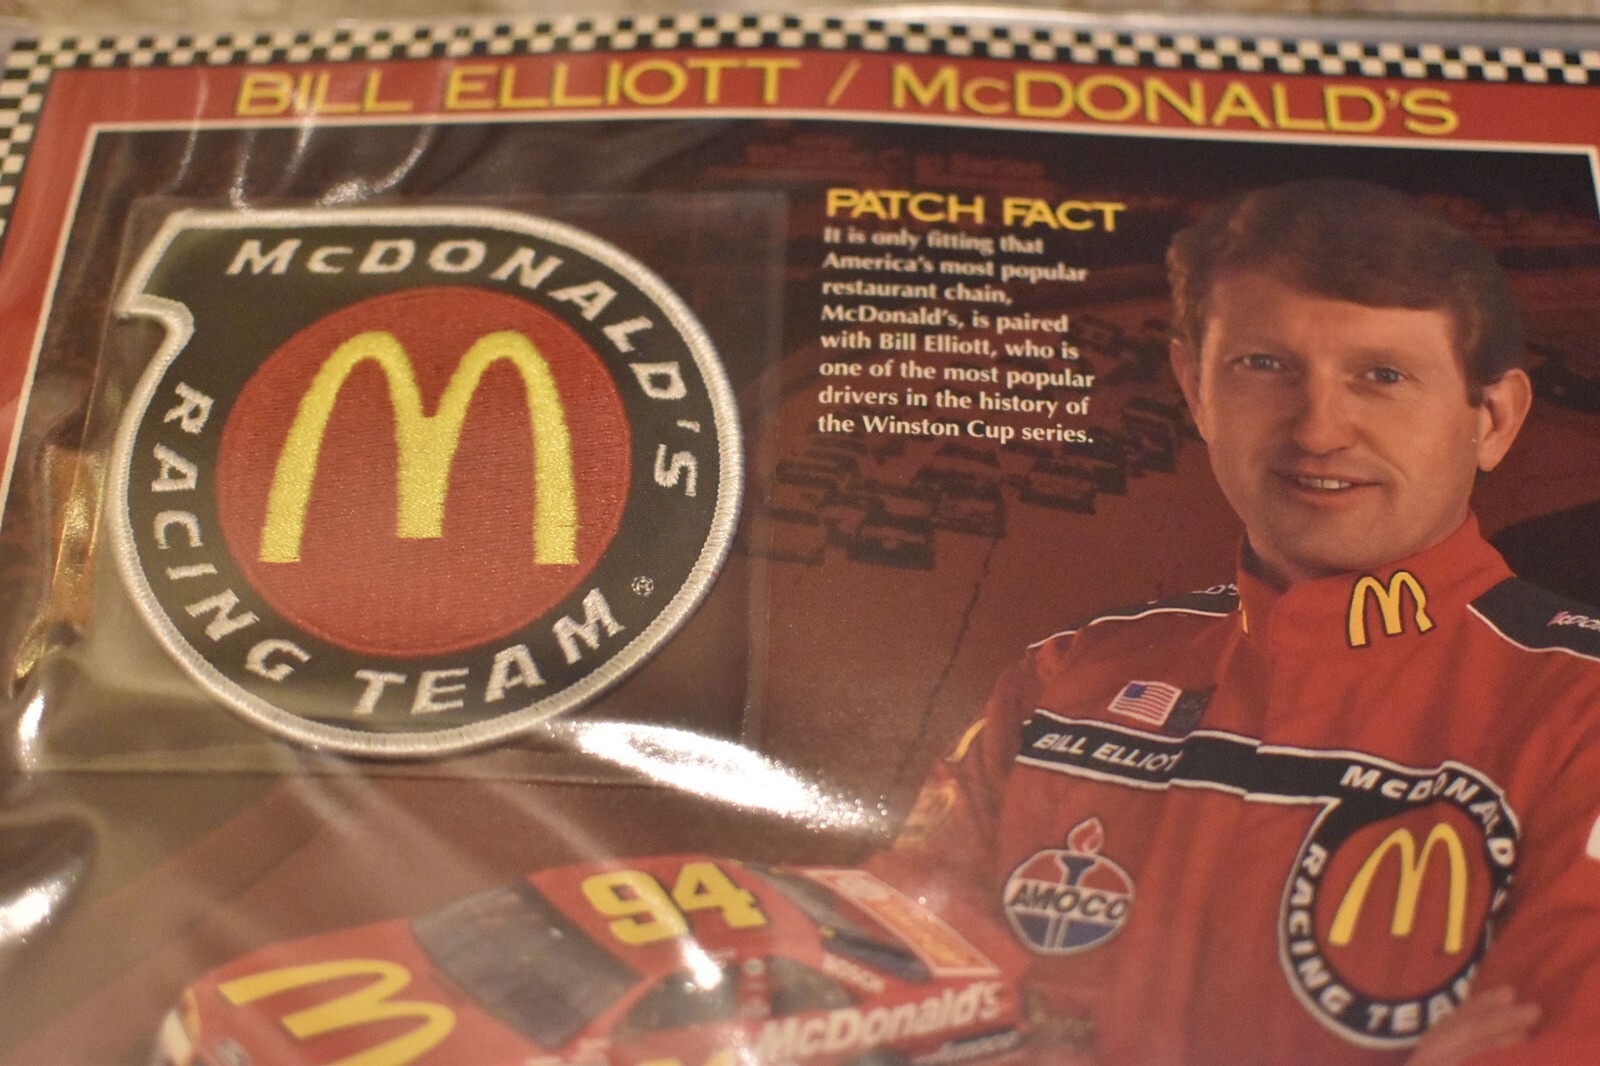 BILL ELLIOTT / McDONALD'S
McDONALD'S
RACING TEAM ®
PATCH FACT
It is only fitting that
America's most popular
restaurant chain,
McDonald's, is paired
with Bill Elliott, who is
one of the most popular
drivers in the history of
the Winston Cup series.
BILL ELLIOT
McDONALD
RACING TEAM
AMOCO
94
BOSCH
McDonald's